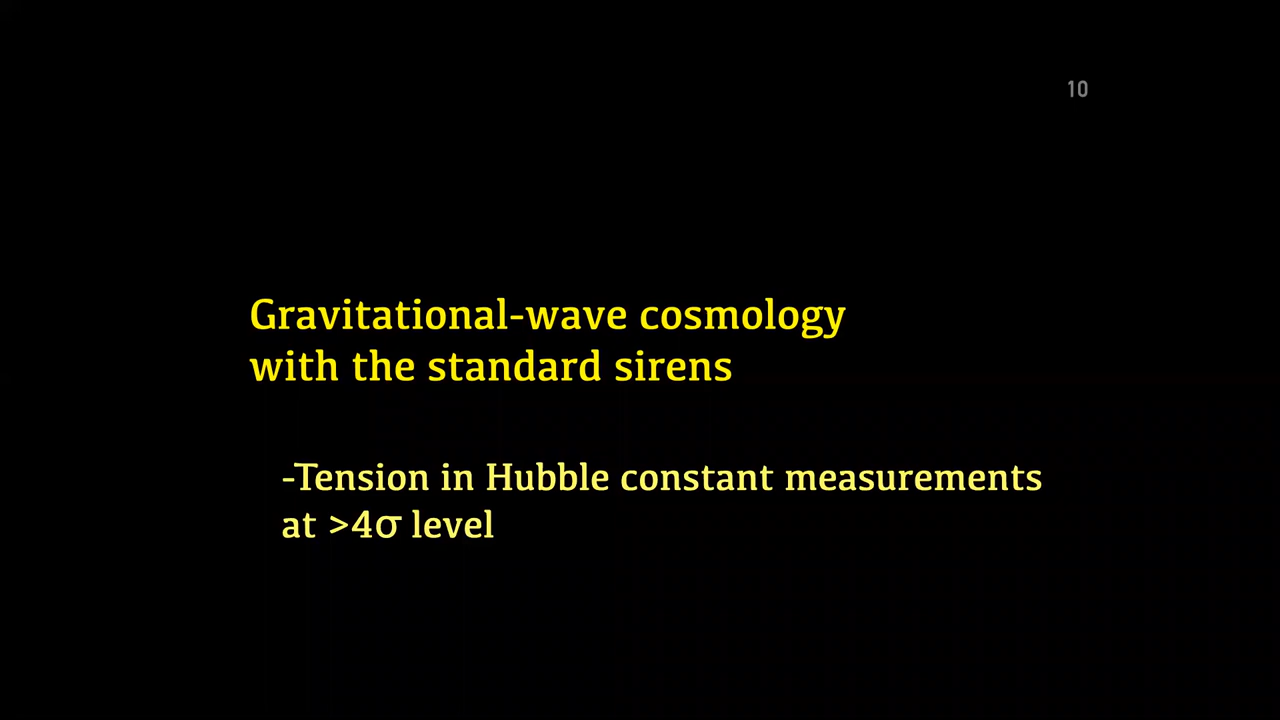 10
Gravitational-wave cosmology
with the standard sirens
-Tension in Hubble constant measurements
at >4σ level